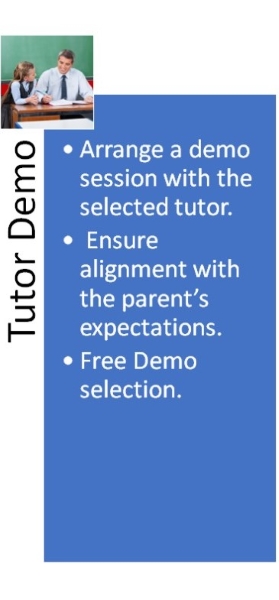 Tutor Demo
• Arrange a demo
session with the
selected tutor.
• Ensure
alignment with
the parent’s
expectations.
• Free Demo
selection.